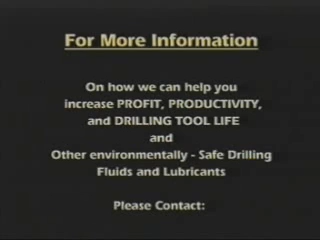 For More Information
On how we can help you
increase PROFIT, PRODUCTIVITY,
and DRILLING TOOL LIFE
and
Other environmentally - Safe Drilling
Fluids and Lubricants
Please Contact: